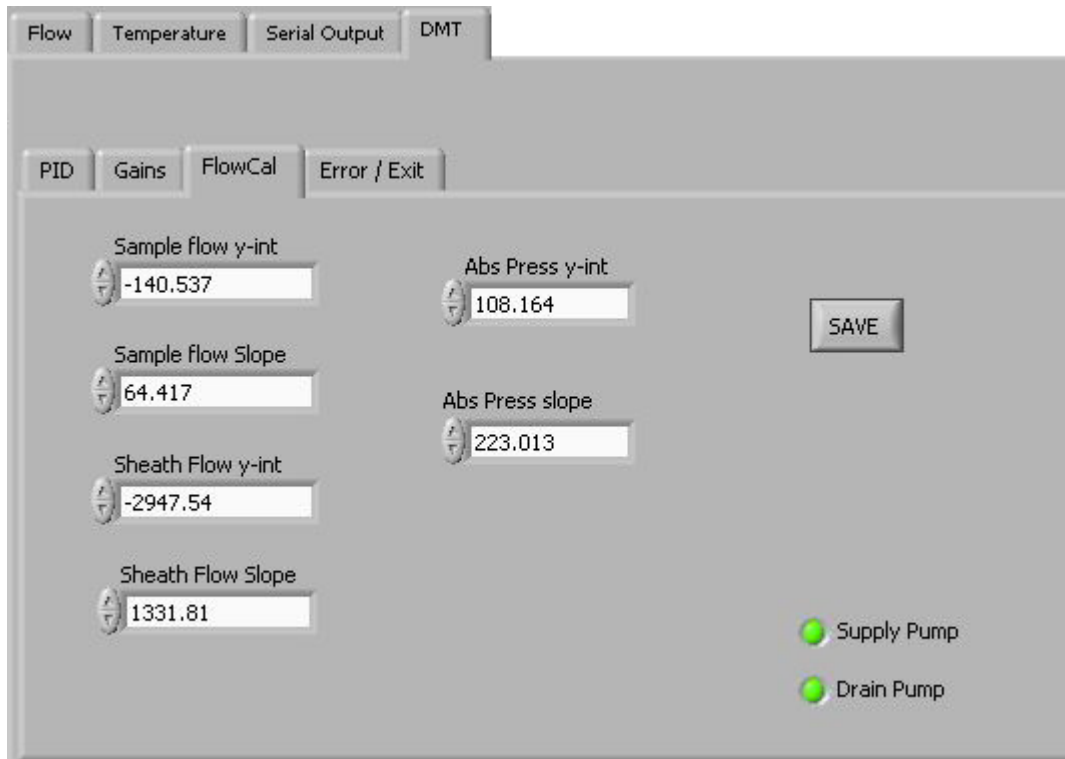 Flow Temperature Serial Output DMT
PID Gains FlowCal Error / Exit
Sample flow y-int
-140.537
Sample flow Slope
64.417
Sheath Flow y-int
-2947.54
Sheath Flow Slope
1331.81
Abs Press y-int
108.164
Abs Press slope
223.013
SAVE
Supply Pump
Drain Pump